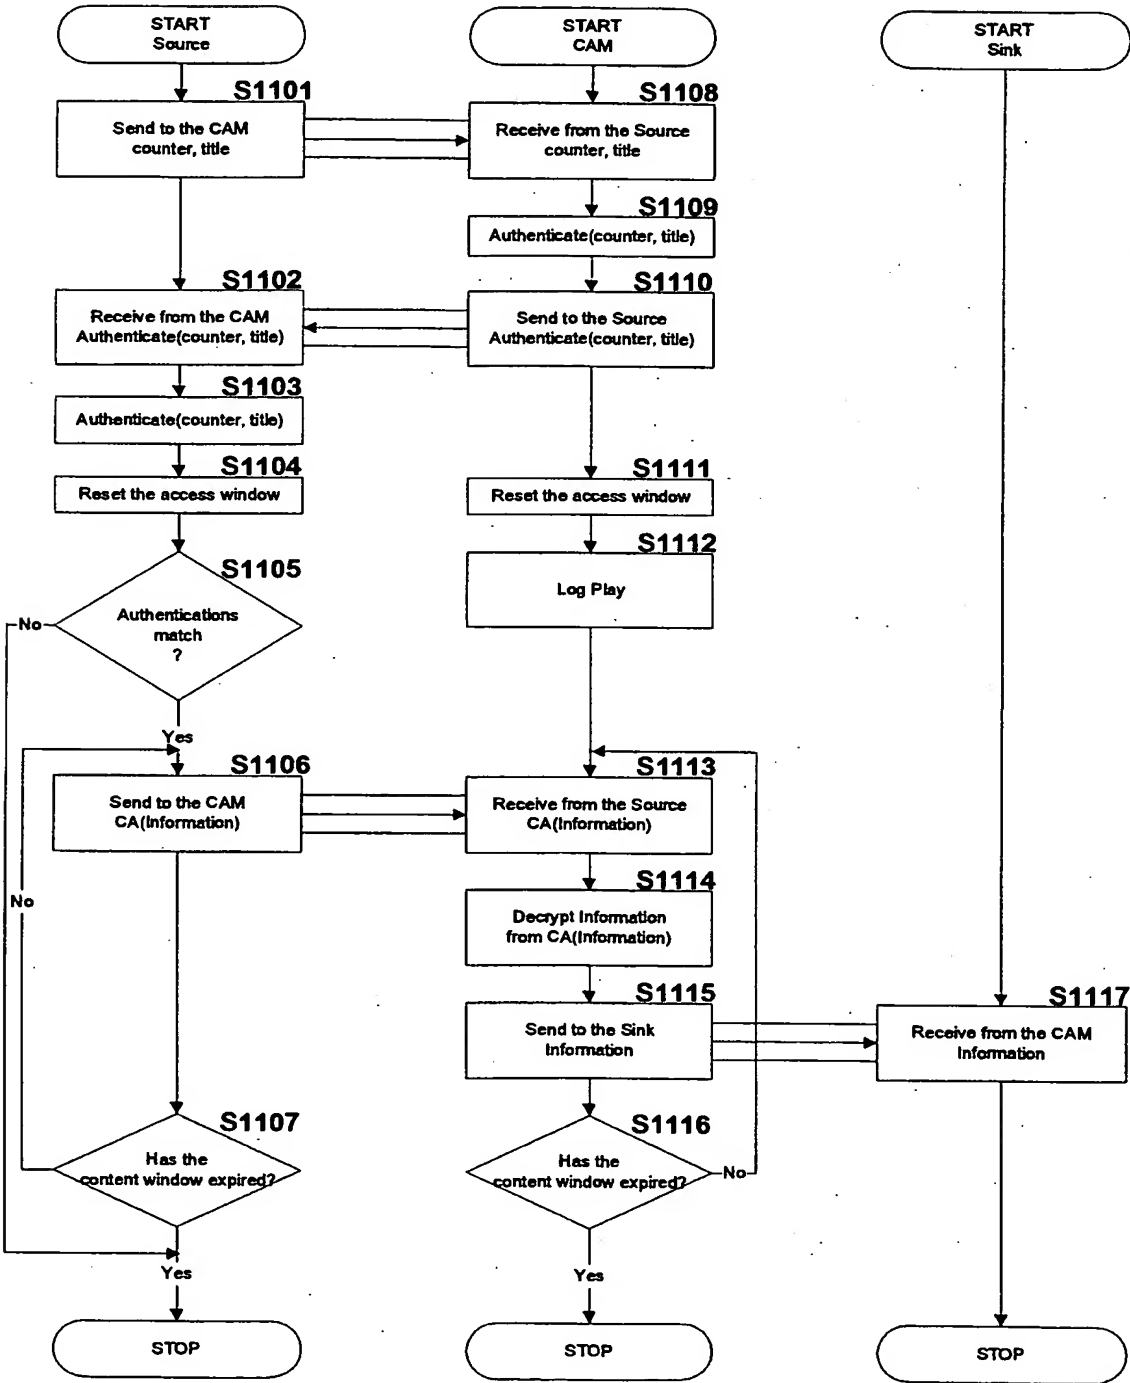 START
Source
START
CAM
START
Sink
S1101
Send to the CAM
counter, title
S1108
Receive from the Source
counter, title
S1109
Authenticate(counter, title)
S1102
Receive from the CAM
Authenticate(counter, title)
S1110
Send to the Source
Authenticate(counter, title)
S1103
Authenticate(counter, title)
S1104
Reset the access window
S1111
Reset the access window
S1112
Log Play
S1105
Authentications
match
?
No
Yes
S1106
Send to the CAM
CA(Information)
S1113
Receive from the Source
CA(Information)
No
S1114
Decrypt Information
from CA(Information)
S1115
Send to the Sink
Information
S1117
Receive from the CAM
Information
S1107
Has the
content window expired?
S1116
Has the
content window expired?
No
Yes
Yes
STOP
STOP
STOP